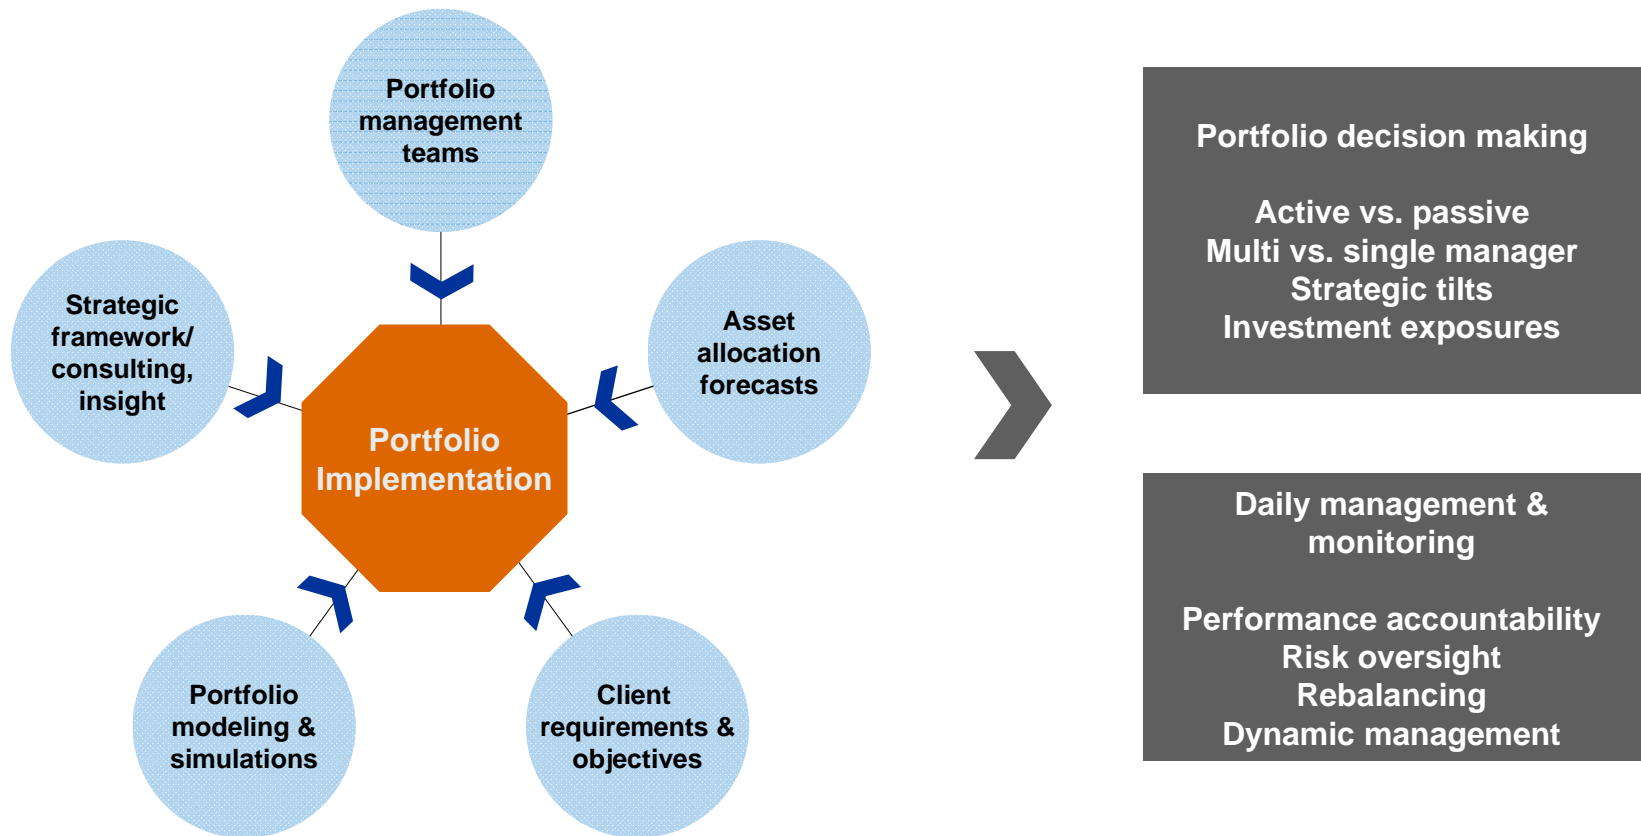 Portfolio
management
teams
Strategic
framework/
consulting,
insight
Asset
allocation
forecasts
Portfolio
Implementation
Portfolio
modeling &
simulations
Client
requirements &
objectives
Portfolio decision making
Active vs. passive
Multi vs. single manager
Strategic tilts
Investment exposures
Daily management &
monitoring
Performance accountability
Risk oversight
Rebalancing
Dynamic management